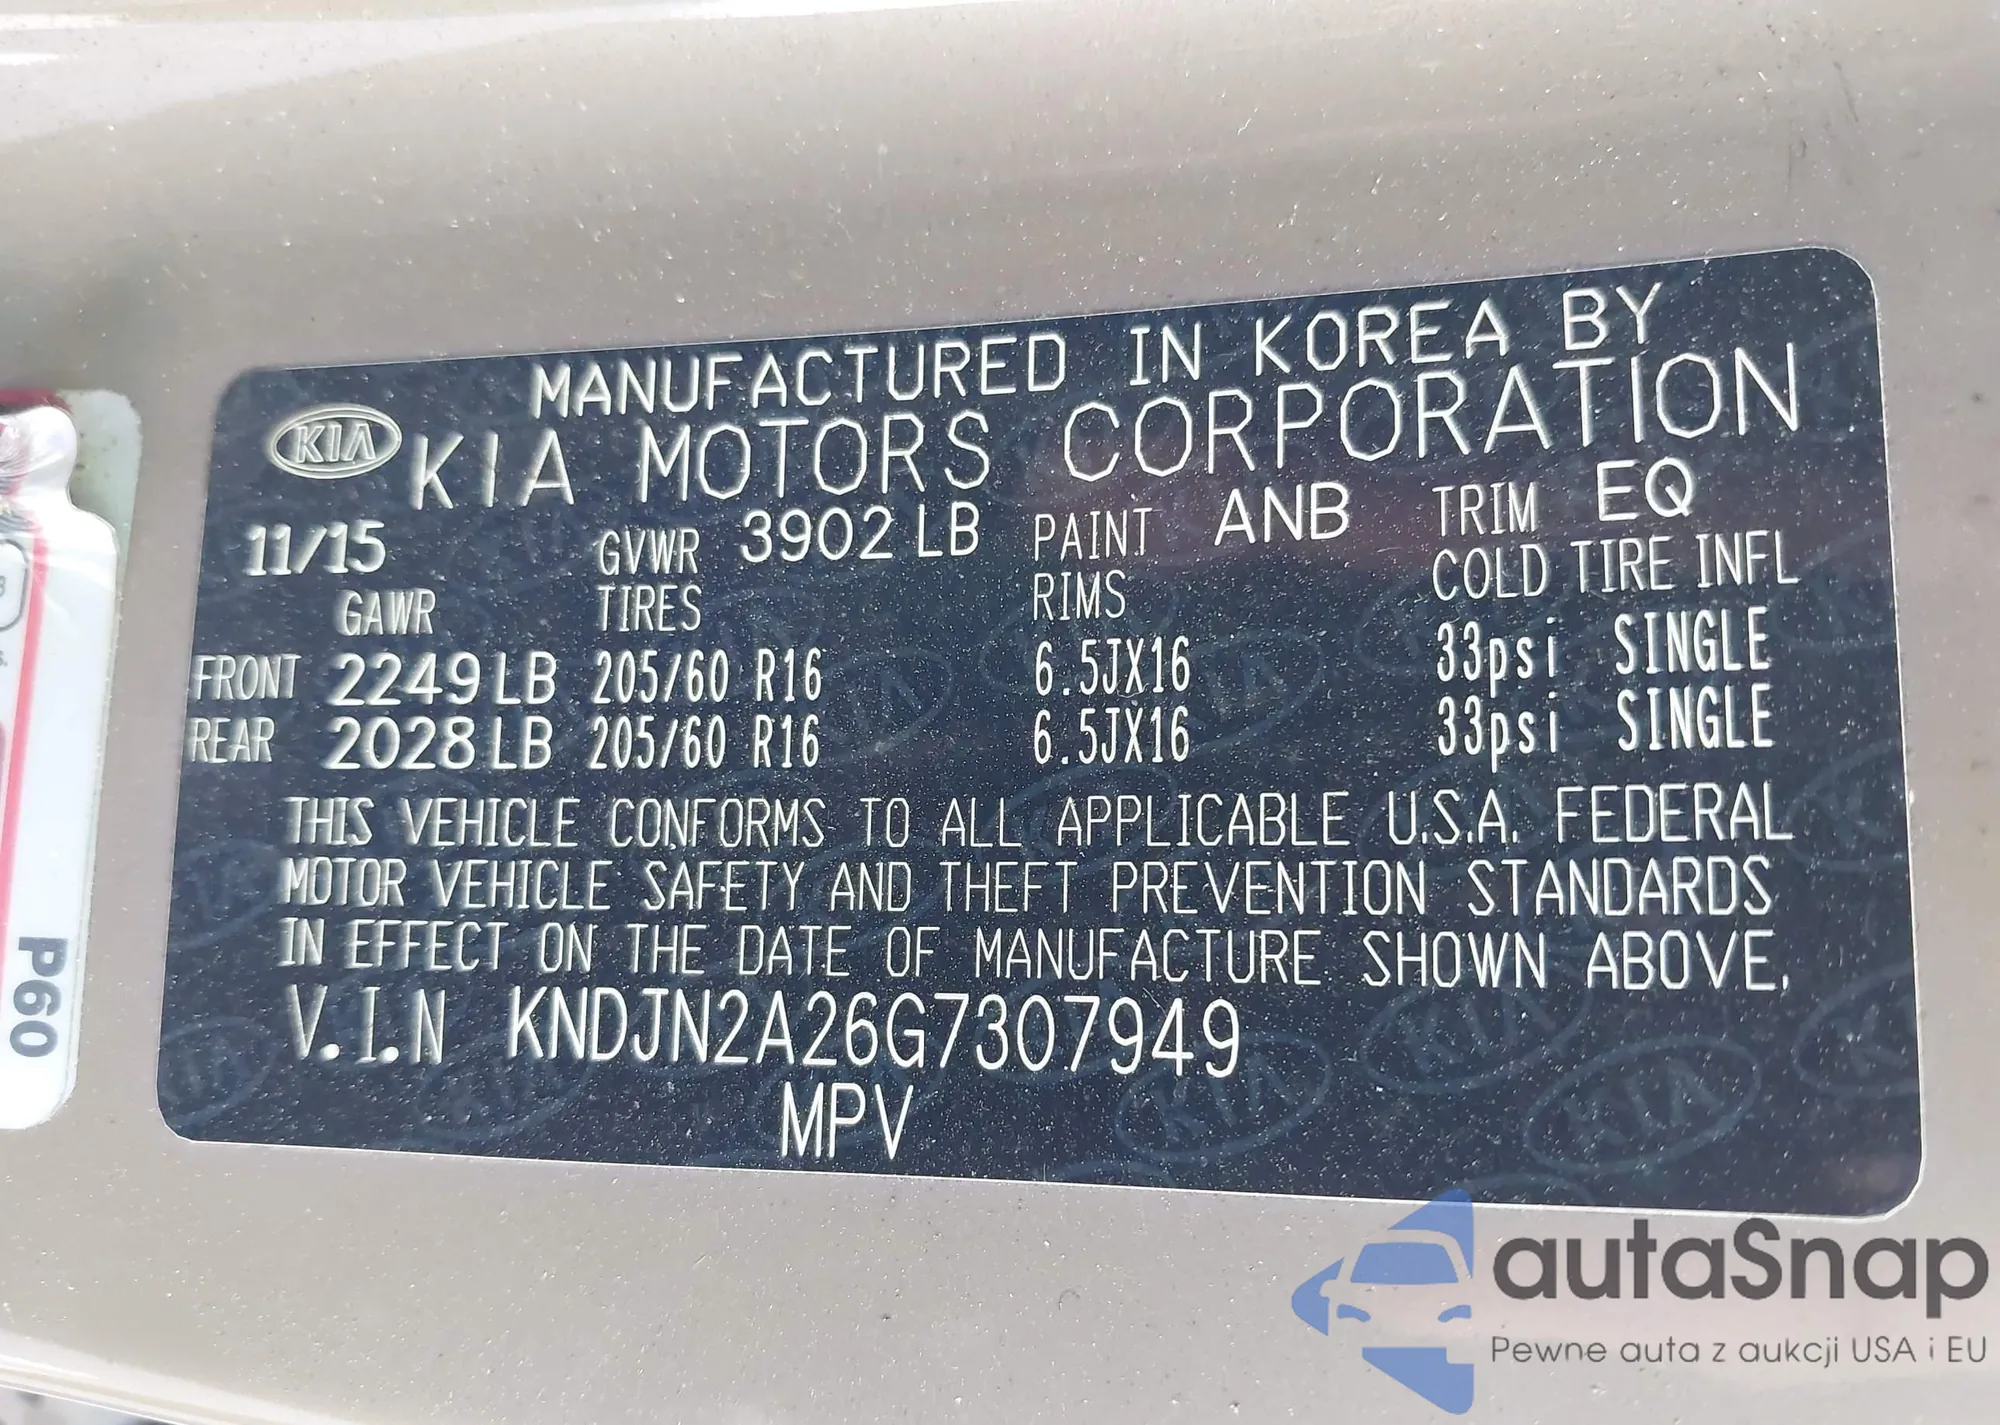 MANUFACTURED IN KOREA BY
KIA KIA MOTORS CORPORATION
11/15 GVWR 3902 LB PAINT ANB TRIM EQ
GAWR TIRES RIMS COLD TIRE INFL
FRONT 2249 LB 205/60 R16 6.5JX16 33psi SINGLE
REAR 2028 LB 205/60 R16 6.5JX16 33psi SINGLE
THIS VEHICLE CONFORMS TO ALL APPLICABLE U.S.A. FEDERAL
MOTOR VEHICLE SAFETY AND THEFT PREVENTION STANDARDS
IN EFFECT ON THE DATE OF MANUFACTURE SHOWN ABOVE.
V.I.N KNDJN2A26G7307949
MPV
P60
autaSnap
Pewne auta z aukcji USA i EU